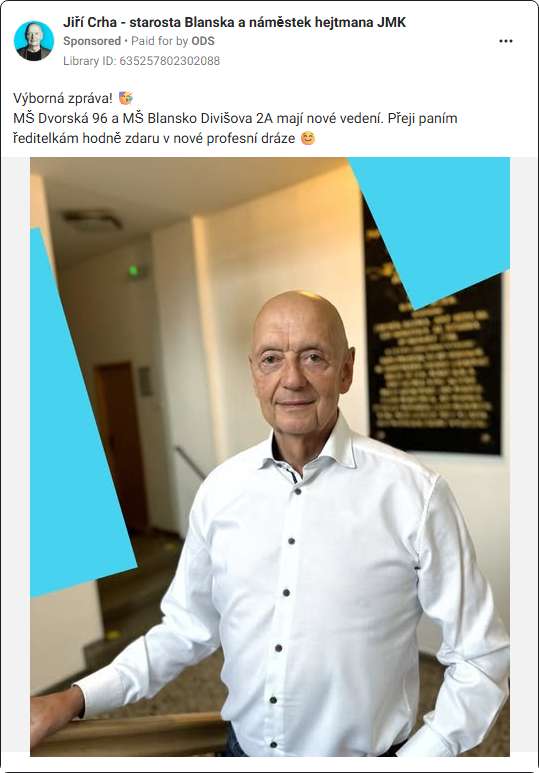 Jiří Crha - starosta Blanska a náměstek hejtmana JMK
Sponsored • Paid for by ODS
Library ID: 635257802302088
Výborná zpráva!
MŠ Dvorská 96 a MŠ Blansko Divišova 2A mají nové vedení. Přeji paním
ředitelkám hodně zdaru v nové profesní dráze 😊